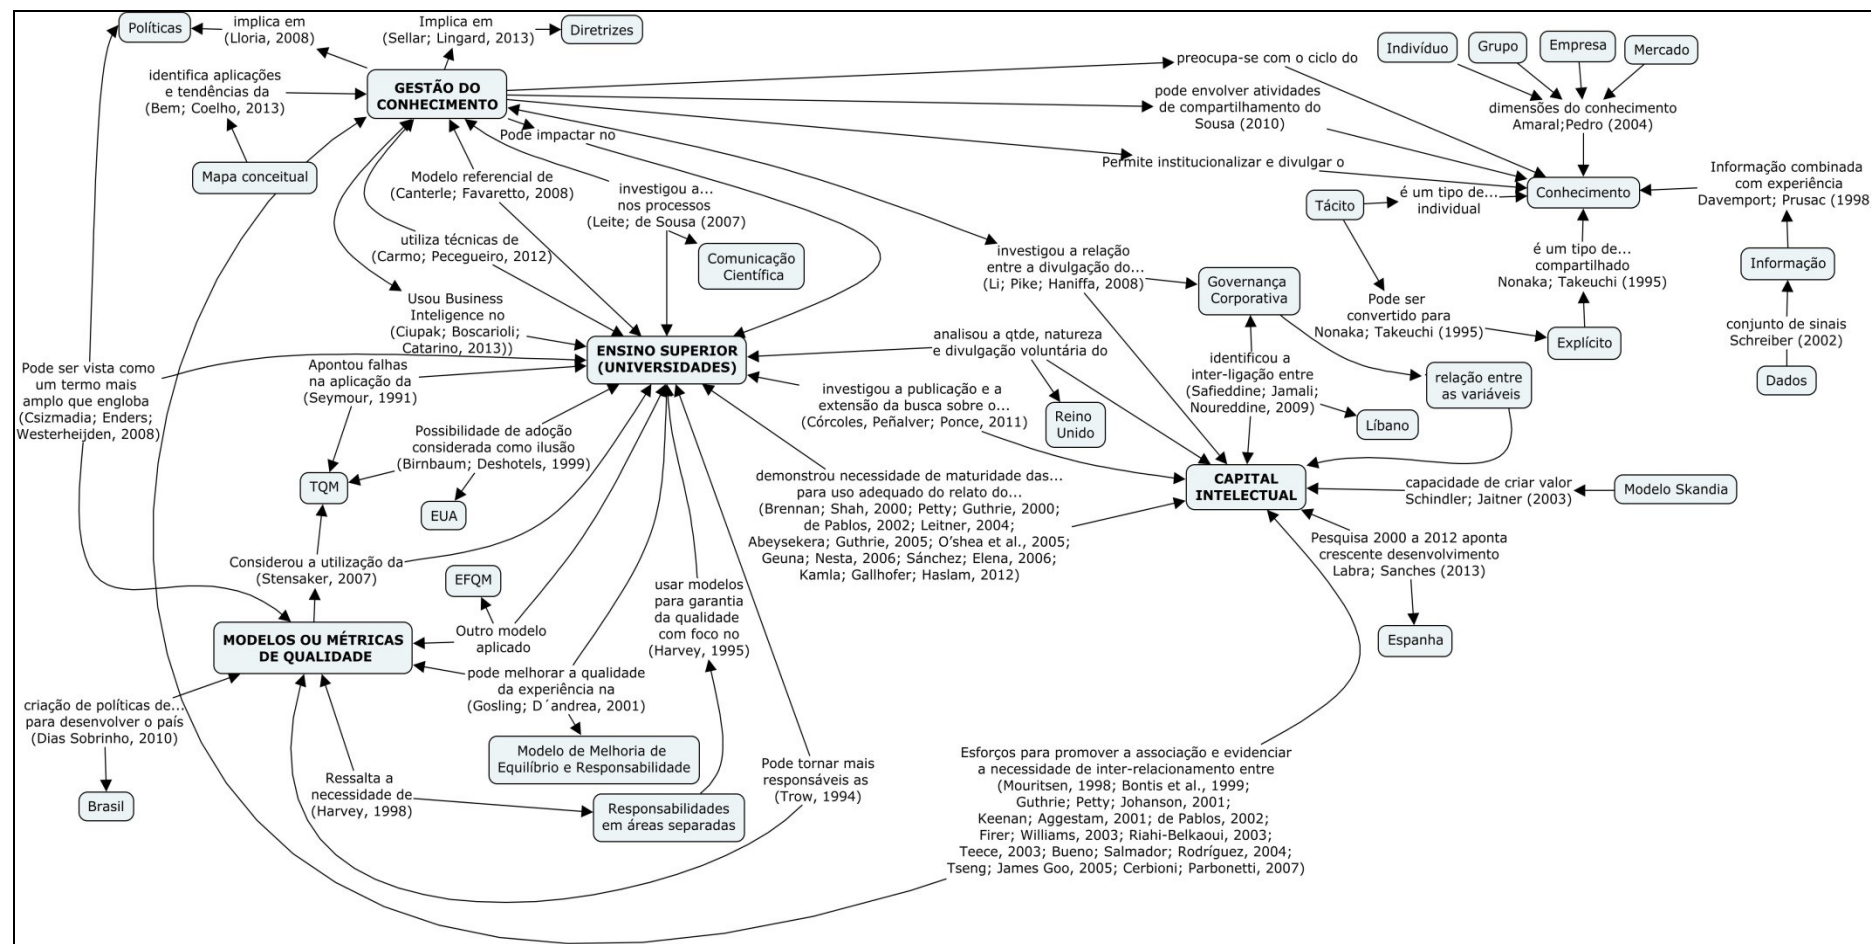 Políticas
implica em
(Lloria, 2008)
Implica em
(Sellar; Lingard, 2013)
Diretrizes
identifica aplicações
e tendências da
(Bem; Coelho, 2013)
GESTÃO DO
CONHECIMENTO
Mapa conceitual
Pode impactar no
Modelo referencial de
(Canterle; Favaretto, 2008)
investigou a...
nos processos
(Leite; de Sousa (2007)
Comunicação
Científica
utiliza técnicas de
(Carmo; Pecegueiro, 2012)
Usou Business
Inteligence no
(Ciupak; Boscarioli;
Catarino, 2013))
preocupa-se com o ciclo do
pode envolver atividades
de compartilhamento do
Sousa (2010)
Permite institucionalizar e divulgar o
Indivíduo
Grupo
Empresa
Mercado
dimensões do conhecimento
Amaral;Pedro (2004)
Conhecimento
Informação combinada
com experiência
Davemport; Prusac (1998
Tácito
é um tipo de...
individual
é um tipo de...
compartilhado
Nonaka; Takeuchi (1995)
Informação
Pode ser
convertido para
Nonaka; Takeuchi (1995)
Explícito
conjunto de sinais
Schreiber (2002)
Dados
investigou a relação
entre a divulgação do...
(Li; Pike; Haniffa, 2008)
Governança
Corporativa
identificou a
inter-ligação entre
(Safieddine; Jamali;
Noureddine, 2009)
relação entre
as variáveis
Líbano
ENSINO SUPERIOR
(UNIVERSIDADES)
analisou a qtde, natureza
e divulgação voluntária do
investigou a publicação e a
extensão da busca sobre o...
(Córcoles, Peñalver; Ponce, 2011)
Reino
Unido
CAPITAL
INTELECTUAL
capacidade de criar valor
Schindler; Jaitner (2003)
Modelo Skandia
Pesquisa 2000 a 2012 aponta
crescente desenvolvimento
Labra; Sanches (2013)
Espanha
Pode ser vista como
um termo mais
amplo que engloba
(Csizmadia; Enders;
Westerheijden, 2008)
Apontou falhas
na aplicação da
(Seymour, 1991)
Possibilidade de adoção
considerada como ilusão
(Birnbaum; Deshotels, 1999)
TQM
EUA
demonstrou necessidade de maturidade das...
para uso adequado do relato do...
(Brennan; Shah, 2000; Petty; Guthrie, 2000;
de Pablos, 2002; Leitner, 2004;
Abeysekera; Guthrie, 2005; O'shea et al., 2005;
Geuna; Nesta, 2006; Sánchez; Elena, 2006;
Kamla; Gallhofer; Haslam, 2012)
Considerou a utilização da
(Stensaker, 2007)
EFQM
Outro modelo
aplicado
usar modelos
para garantia
da qualidade
com foco no
(Harvey, 1995)
MODELOS OU MÉTRICAS
DE QUALIDADE
pode melhorar a qualidade
da experiência na
(Gosling; D´andrea, 2001)
criação de políticas de...
para desenvolver o país
(Dias Sobrinho, 2010)
Brasil
Modelo de Melhoria de
Equilíbrio e Responsabilidade
Ressalta a
necessidade de
(Harvey, 1998)
Responsabilidades
em áreas separadas
Pode tornar mais
responsáveis as
(Trow, 1994)
Esforços para promover a associação e evidenciar
a necessidade de inter-relacionamento entre
(Mouritsen, 1998; Bontis et al., 1999;
Guthrie; Petty; Johanson, 2001;
Keenan; Aggestam, 2001; de Pablos, 2002;
Firer; Williams, 2003; Riahi-Belkaoui, 2003;
Teece, 2003; Bueno; Salmador; Rodríguez, 2004;
Tseng; James Goo, 2005; Cerbioni; Parbonetti, 2007)